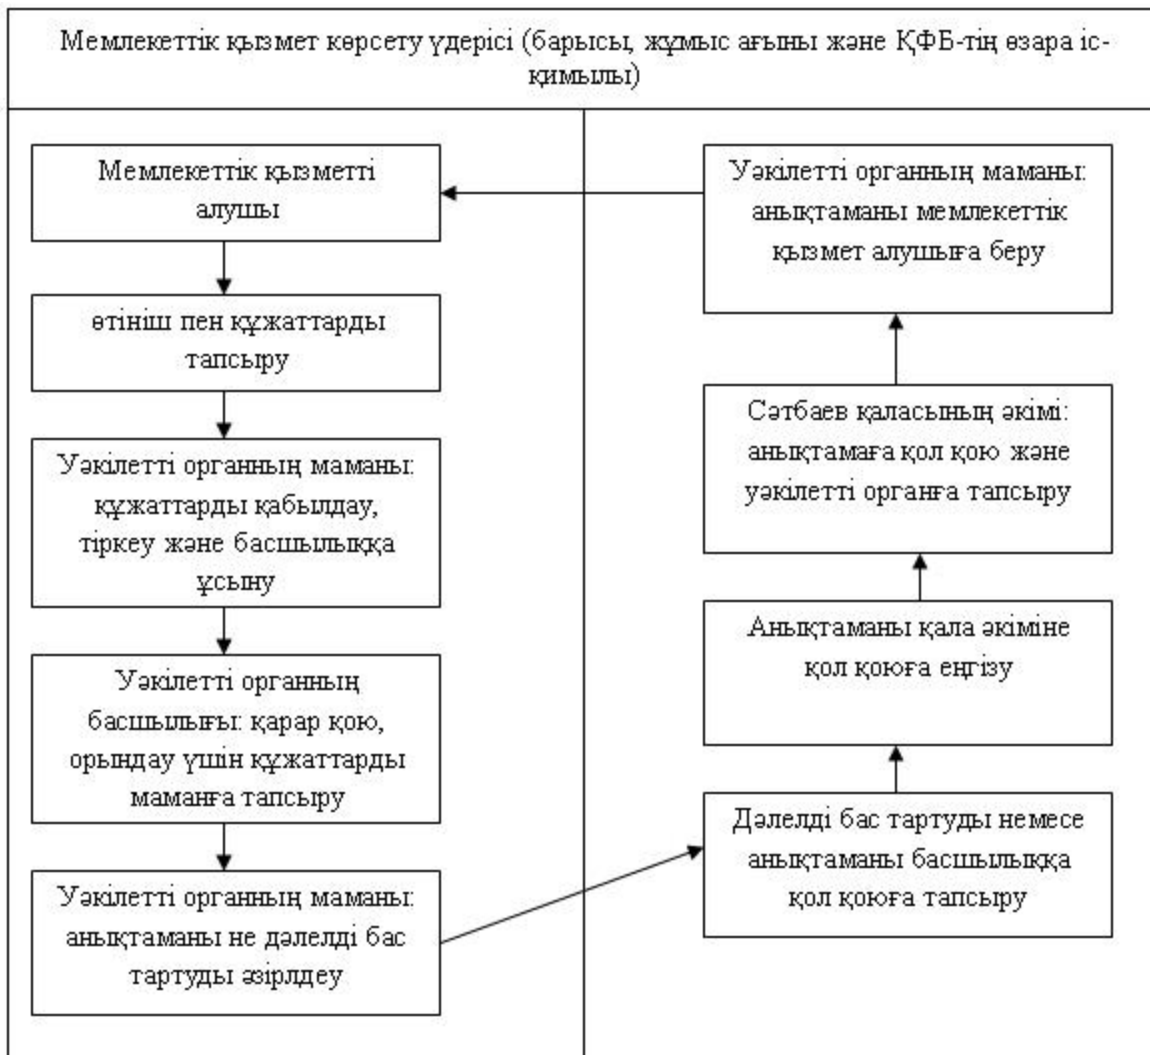 Мемлекеттік қызмет көрсету үдерісі (барысы, жұмыс ағыны және ҚФБ-тің өзара іс-
қимылы)
Мемлекеттік қызметті
алушы
өтініш пен құжаттарды
тапсыру
Уәкілетті органның маманы:
құжаттарды қабылдау,
тіркеу және басшылыққа
ұсыну
Уәкілетті органның
басшылығы: қарар қою,
орындау үшін құжаттарды
маманға тапсыру
Уәкілетті органның маманы:
анықтаманы не дәлелді бас
тартуды әзірлдеу
Дәлелді бас тартуды немесе
анықтаманы басшылыққа
қол қоюға тапсыру
Анықтаманы қала әкіміне
қол қоюға еңгізу
Сәтбаев қаласының әкімі:
анықтамаға қол қою және
уәкілетті органға тапсыру
Уәкілетті органның маманы:
анықтаманы мемлекеттік
қызмет алушыға беру